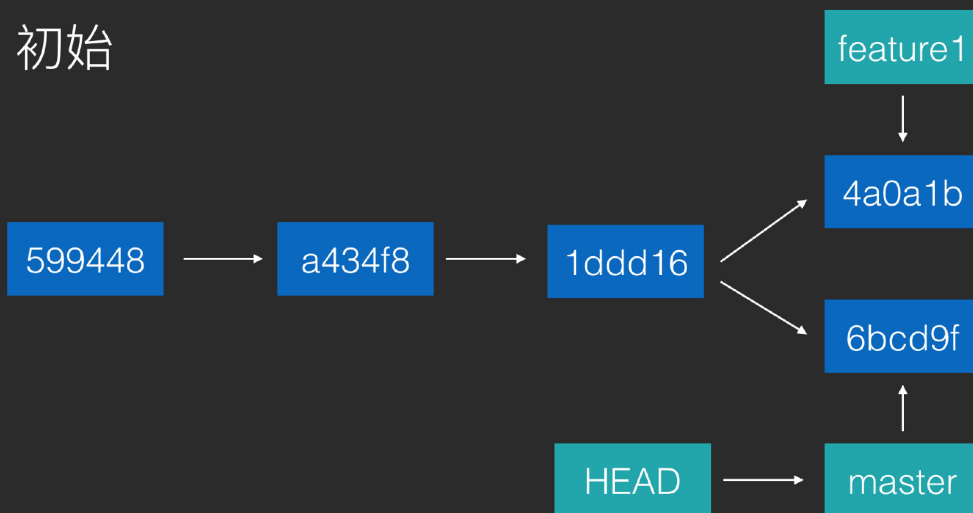 初始
feature1
4a0a1b
599448
a434f8
1ddd16
6bcd9f
HEAD
master